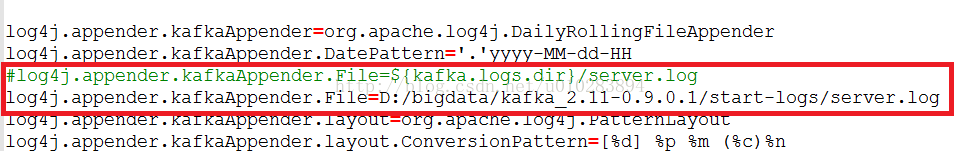 log4j.appender.kafkaAppender=org.apache.log4j.DailyRollingFileAppender
log4j.appender.kafkaAppender.DatePattern='.'yyyy-MM-dd-HH
#log4j.appender.kafkaAppender.File=${kafka.logs.dir}/server.log
log4j.appender.kafkaAppender.File=D:/bigdata/kafka_2.11-0.9.0.1/start-logs/server.log
log4j.appender.kafkaAppender.layout=org.apache.log4j.PatternLayout
log4j.appender.kafkaAppender.layout.ConversionPattern=[%d] %p %m (%c)%n